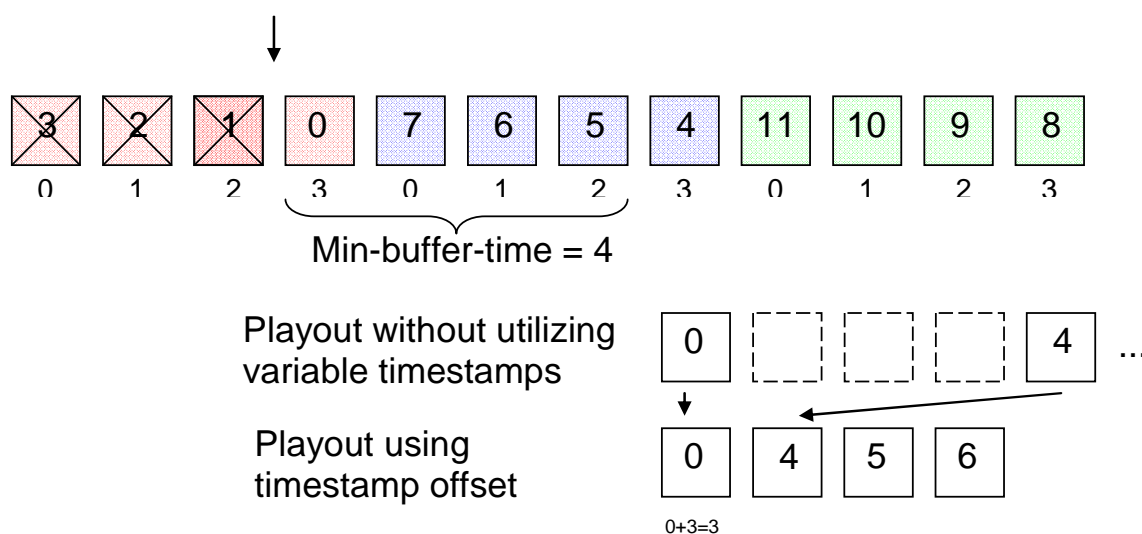 3 2 1 0 7 6 5 4 11 10 9 8
0 1 2 3 0 1 2 3 0 1 2 3
Min-buffer-time = 4
Playout without utilizing
variable timestamps
0 4 ...
Playout using
timestamp offset
0 4 5 6
0+3=3